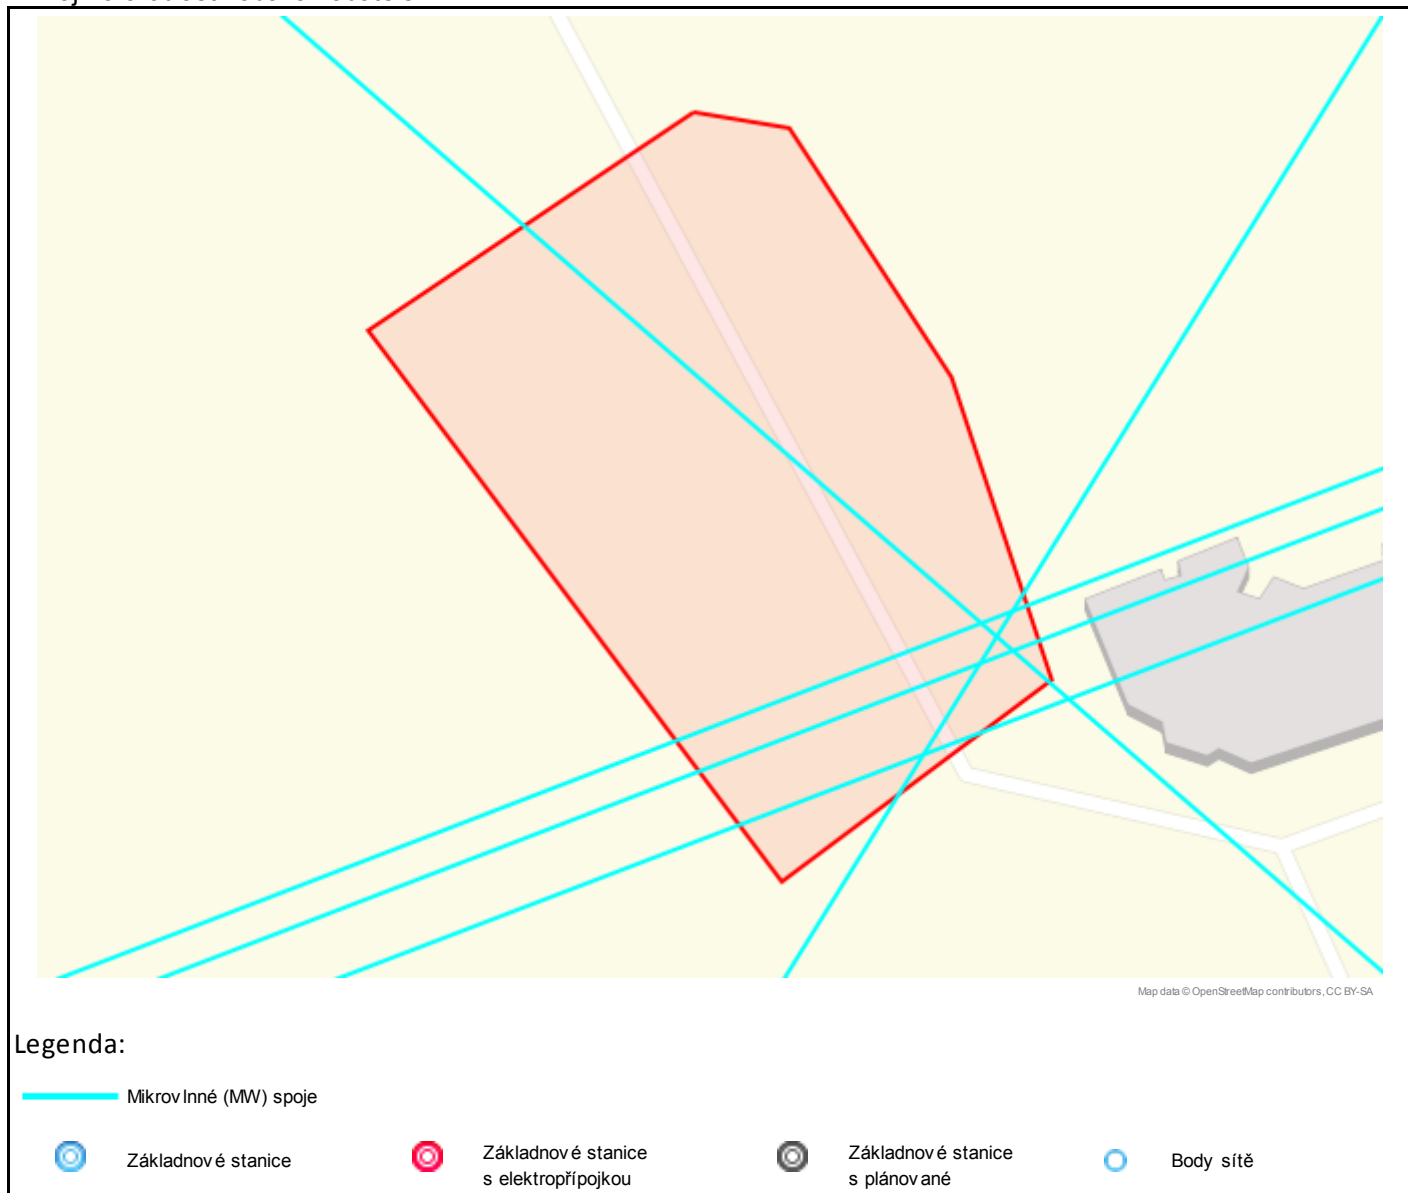 Map data © OpenStreetMap contributors, CC BY-SA
Legenda:
Mikrovlnné (MW) spoje
Základnové stanice
Základnové stanice
s elektropřípojkou
Základnové stanice
s plánované
Body sítě